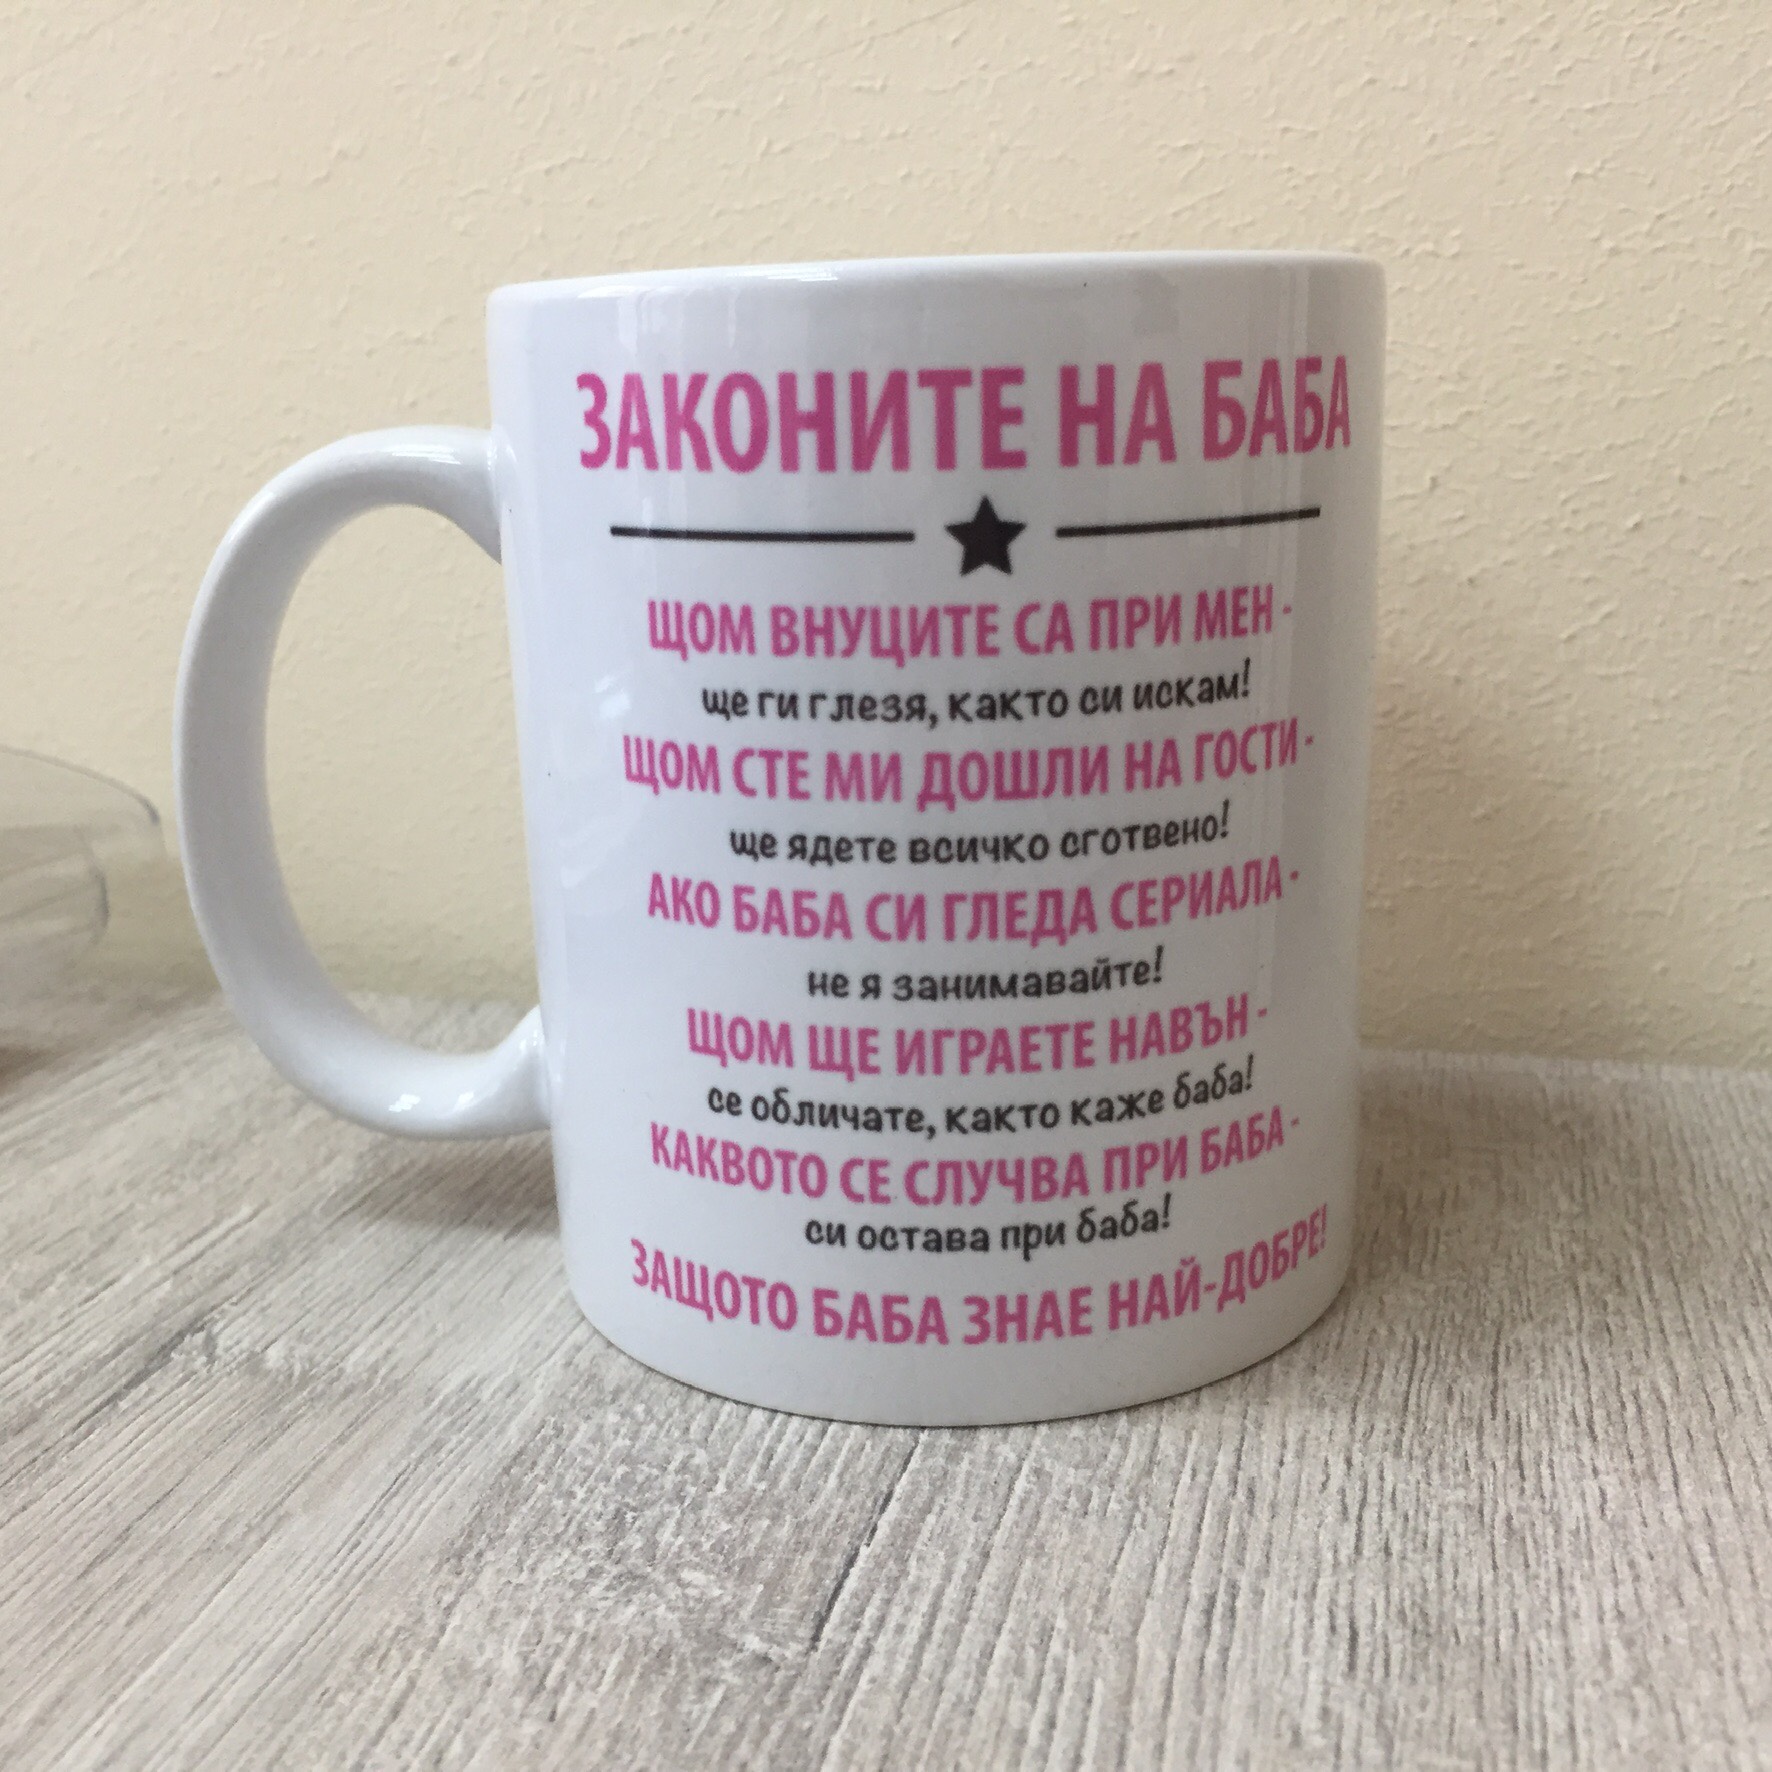 ЗАКОНИТЕ НА БАБА
ЩОМ ВНУЦИТЕ СА ПРИ МЕН -
ще ги глезя, както си искам!
ЩОМ СТЕ МИ ДОШЛИ НА ГОСТИ -
ще ядете всичко сготвено!
АКО БАБА СИ ГЛЕДА СЕРИАЛА -
не я занимавайте!
ЩОМ ЩЕ ИГРАЕТЕ НАВЪН -
се обличате, както каже баба!
КАКВОТО СЕ СЛУЧВА ПРИ БАБА -
си остава при баба!
ЗАЩОТО БАБА ЗНАЕ НАЙ-ДОБРЕ!